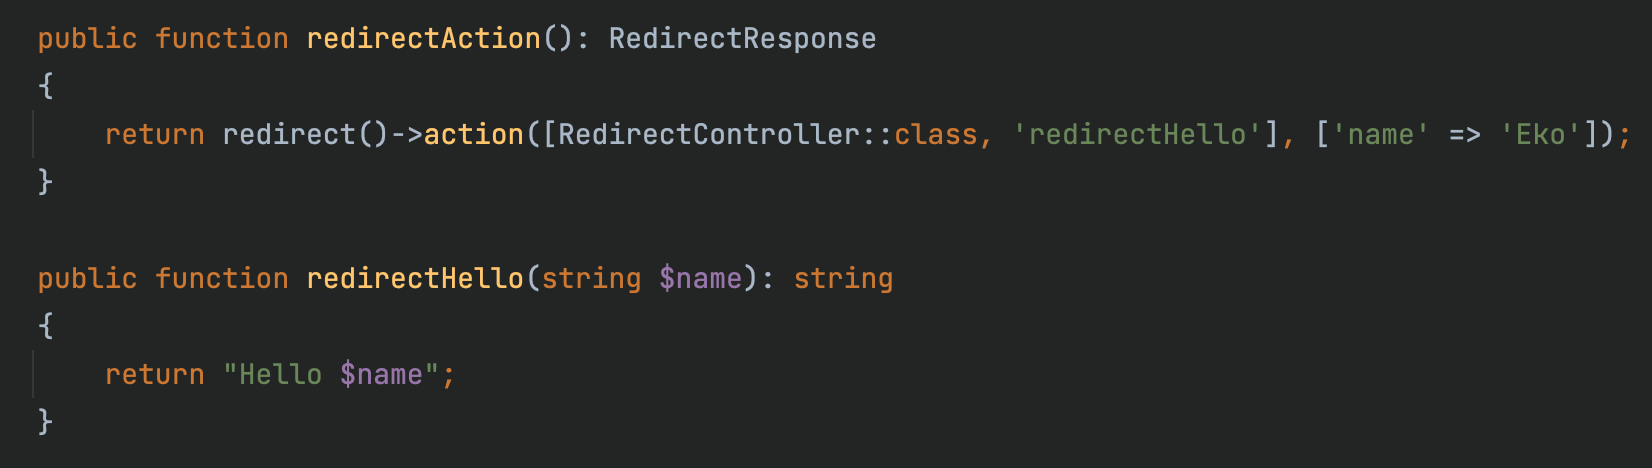 public function redirectAction(): RedirectResponse
{
    return redirect()->action([RedirectController::class, 'redirectHello'], ['name' => 'Eko']);
}

public function redirectHello(string $name): string
{
    return "Hello $name";
}